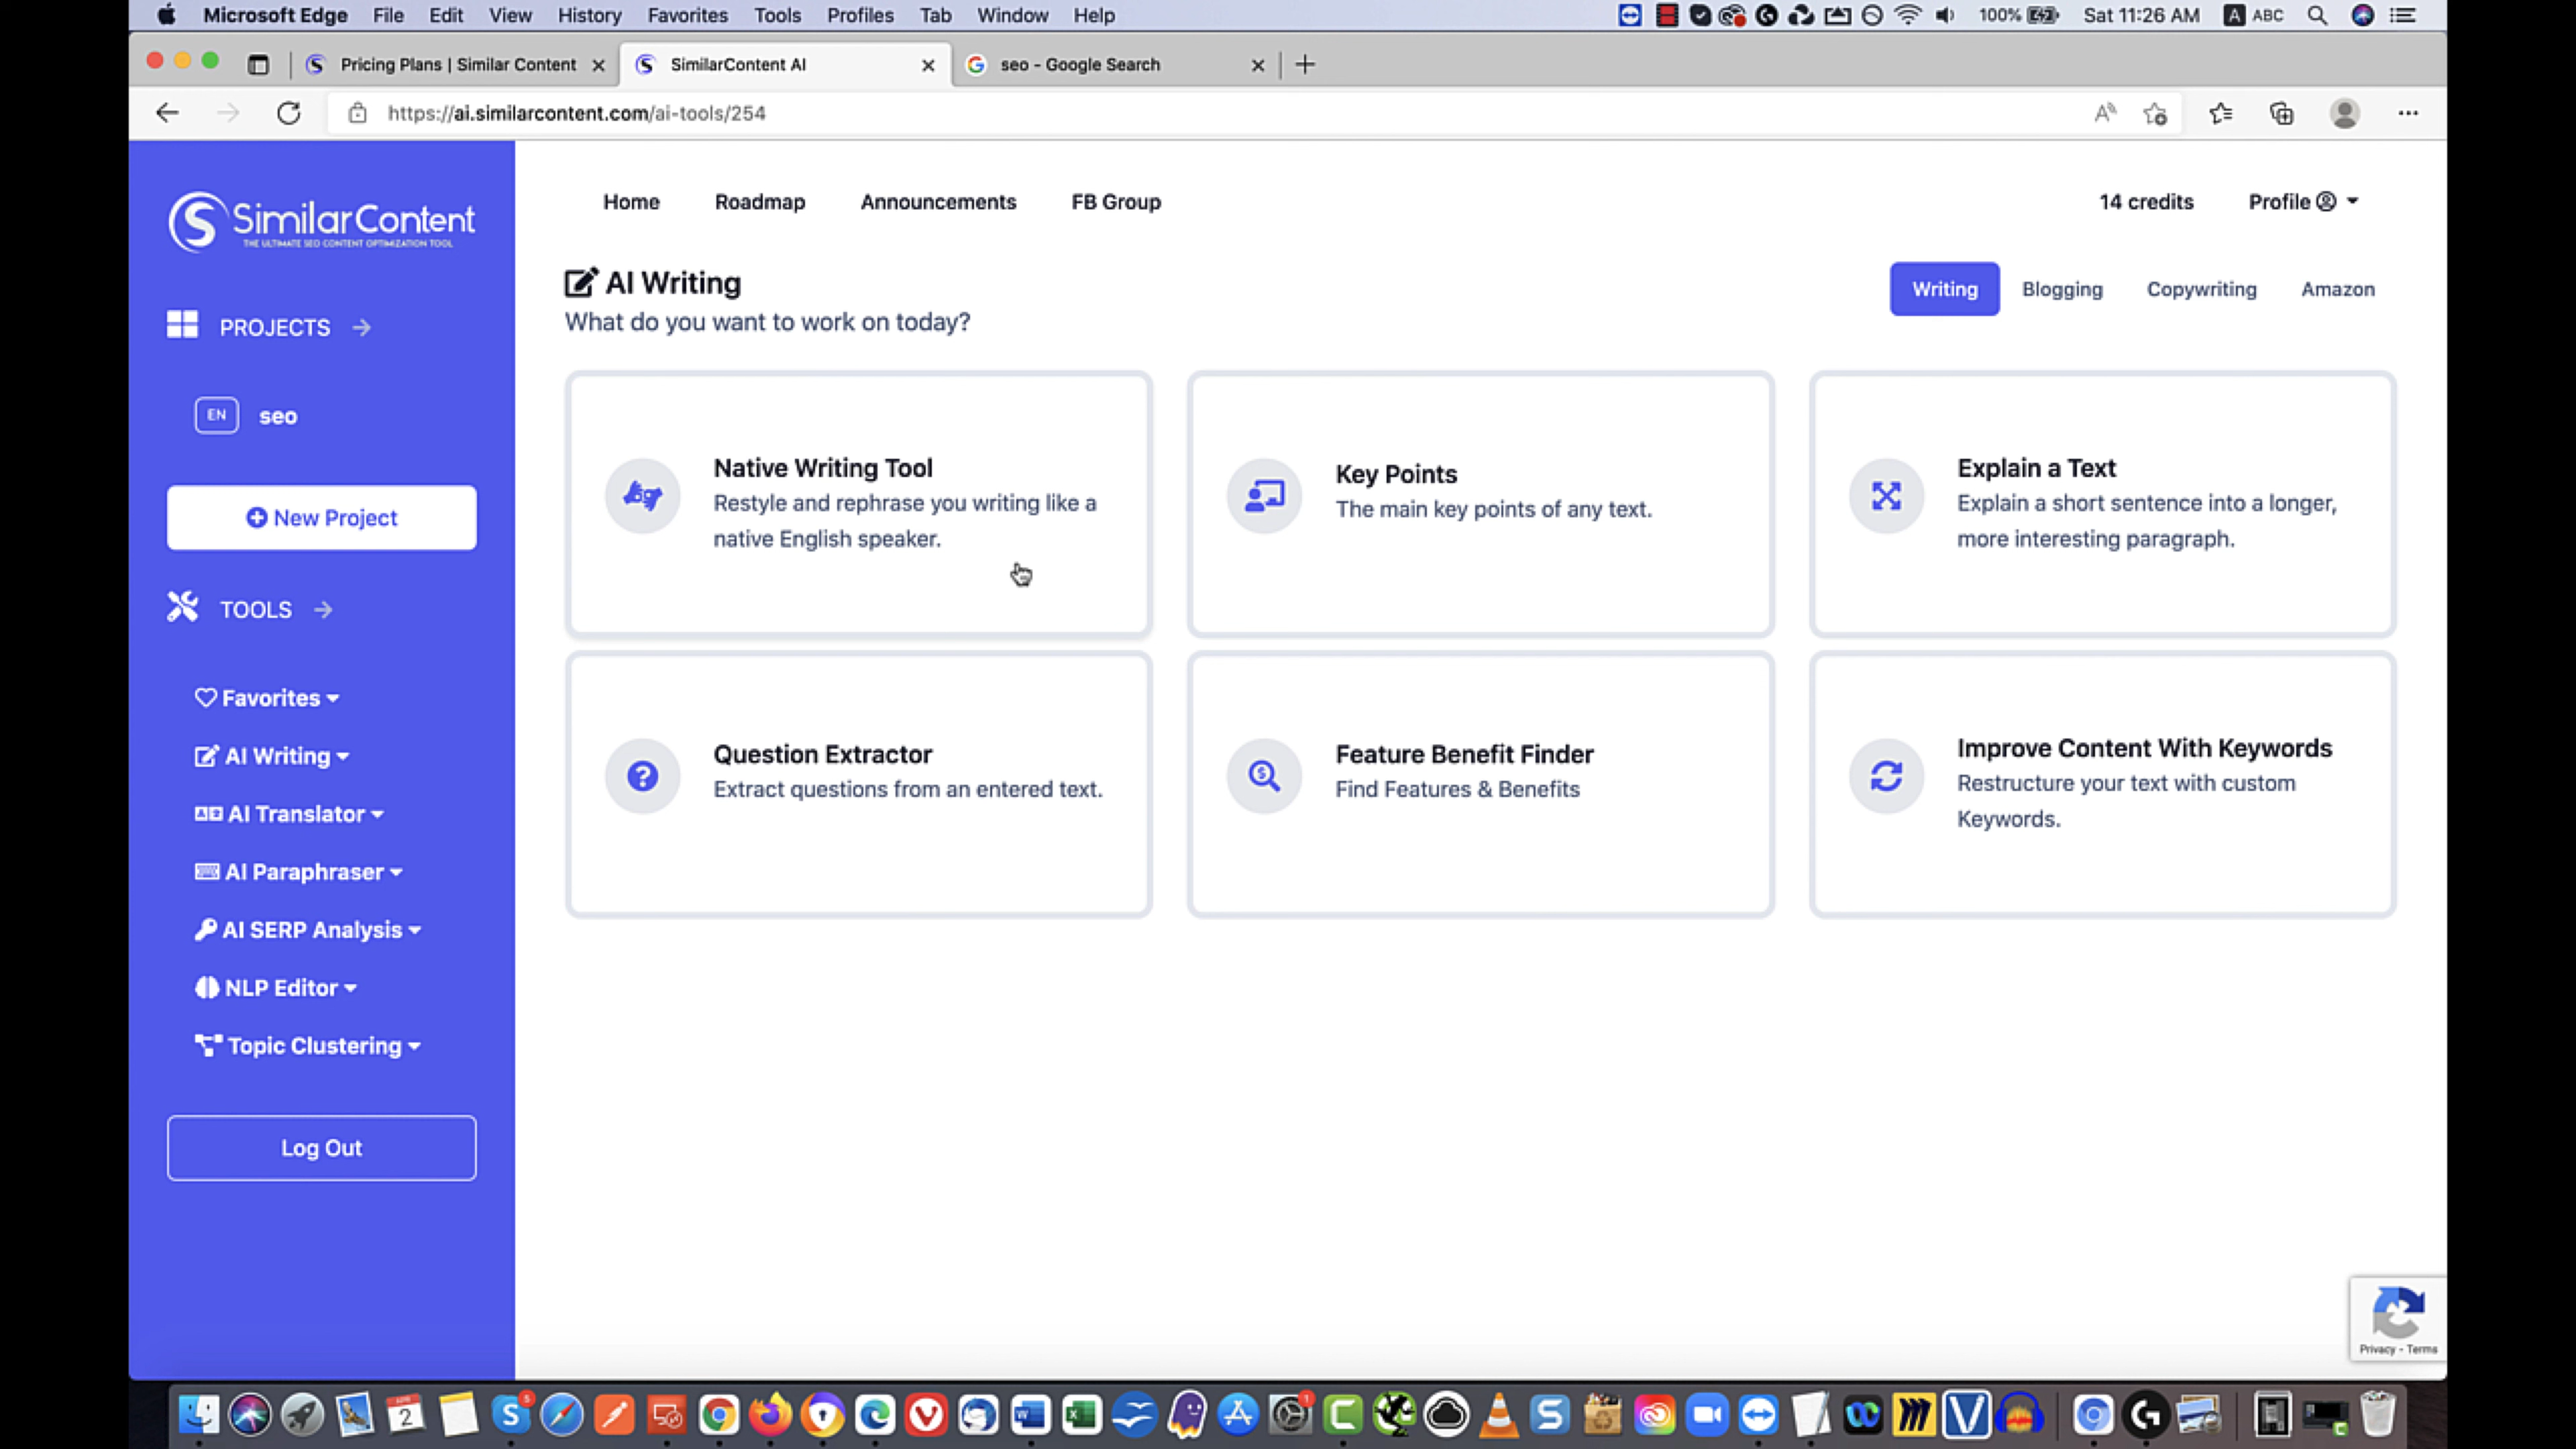 Microsoft Edge File Edit View History Favorites Tools Profiles Tab Window Help 100% Sat 11:26 AM A ABC
Pricing Plans | Similar Content SimilarContent AI seo - Google Search
https://ai.similarcontent.com/ai-tools/254
SimilarContent
THE ULTIMATE SEO CONTENT OPTIMIZATION TOOL
Home Roadmap Announcements FB Group 14 credits Profile
AI Writing
What do you want to work on today?
Writing Blogging Copywriting Amazon
PROJECTS
EN seo
New Project
TOOLS
Favorites
AI Writing
AI Translator
AI Paraphraser
AI SERP Analysis
NLP Editor
Topic Clustering
Log Out
Native Writing Tool
Restyle and rephrase you writing like a
native English speaker.
Key Points
The main key points of any text.
Explain a Text
Explain a short sentence into a longer,
more interesting paragraph.
Question Extractor
Extract questions from an entered text.
Feature Benefit Finder
Find Features & Benefits
Improve Content With Keywords
Restructure your text with custom
Keywords.
Privacy - Terms